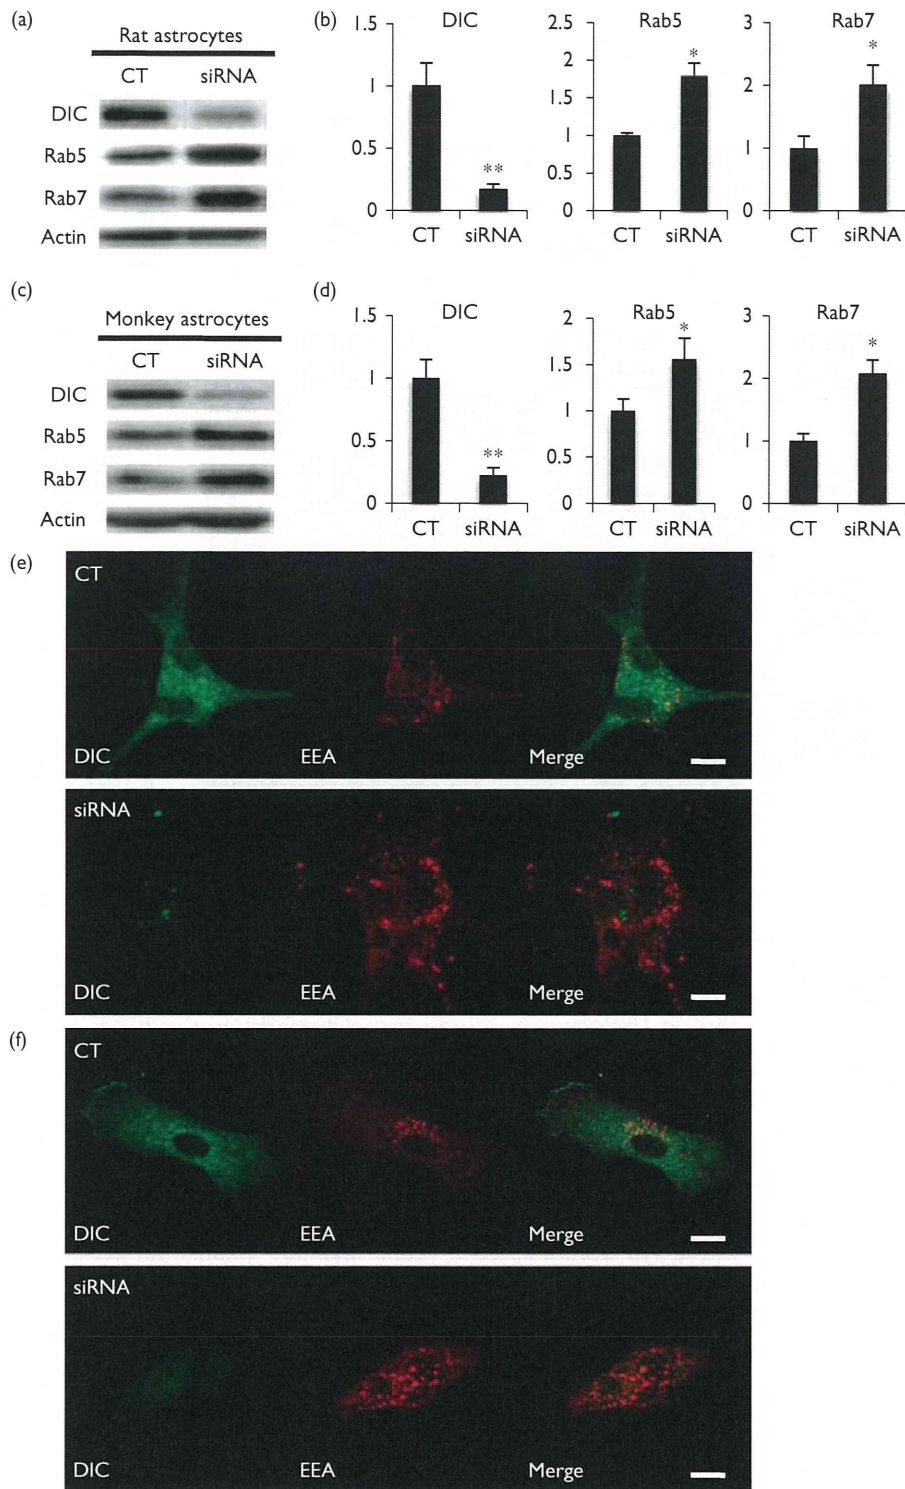 (a)
Rat astrocytes
CT siRNA
DIC
Rab5
Rab7
Actin
(b)
DIC
1.5
1
0.5
0
**
CT siRNA
Rab5
2.5
2
1.5
1
0.5
0
*
CT siRNA
Rab7
3
2
1
0
*
CT siRNA
(c)
Monkey astrocytes
CT siRNA
DIC
Rab5
Rab7
Actin
(d)
DIC
1.5
1
0.5
0
**
CT siRNA
Rab5
2
1.5
1
0.5
0
*
CT siRNA
Rab7
3
2
1
0
*
CT siRNA
(e)
CT
DIC EEA Merge
siRNA
DIC EEA Merge
(f)
CT
DIC EEA Merge
siRNA
DIC EEA Merge